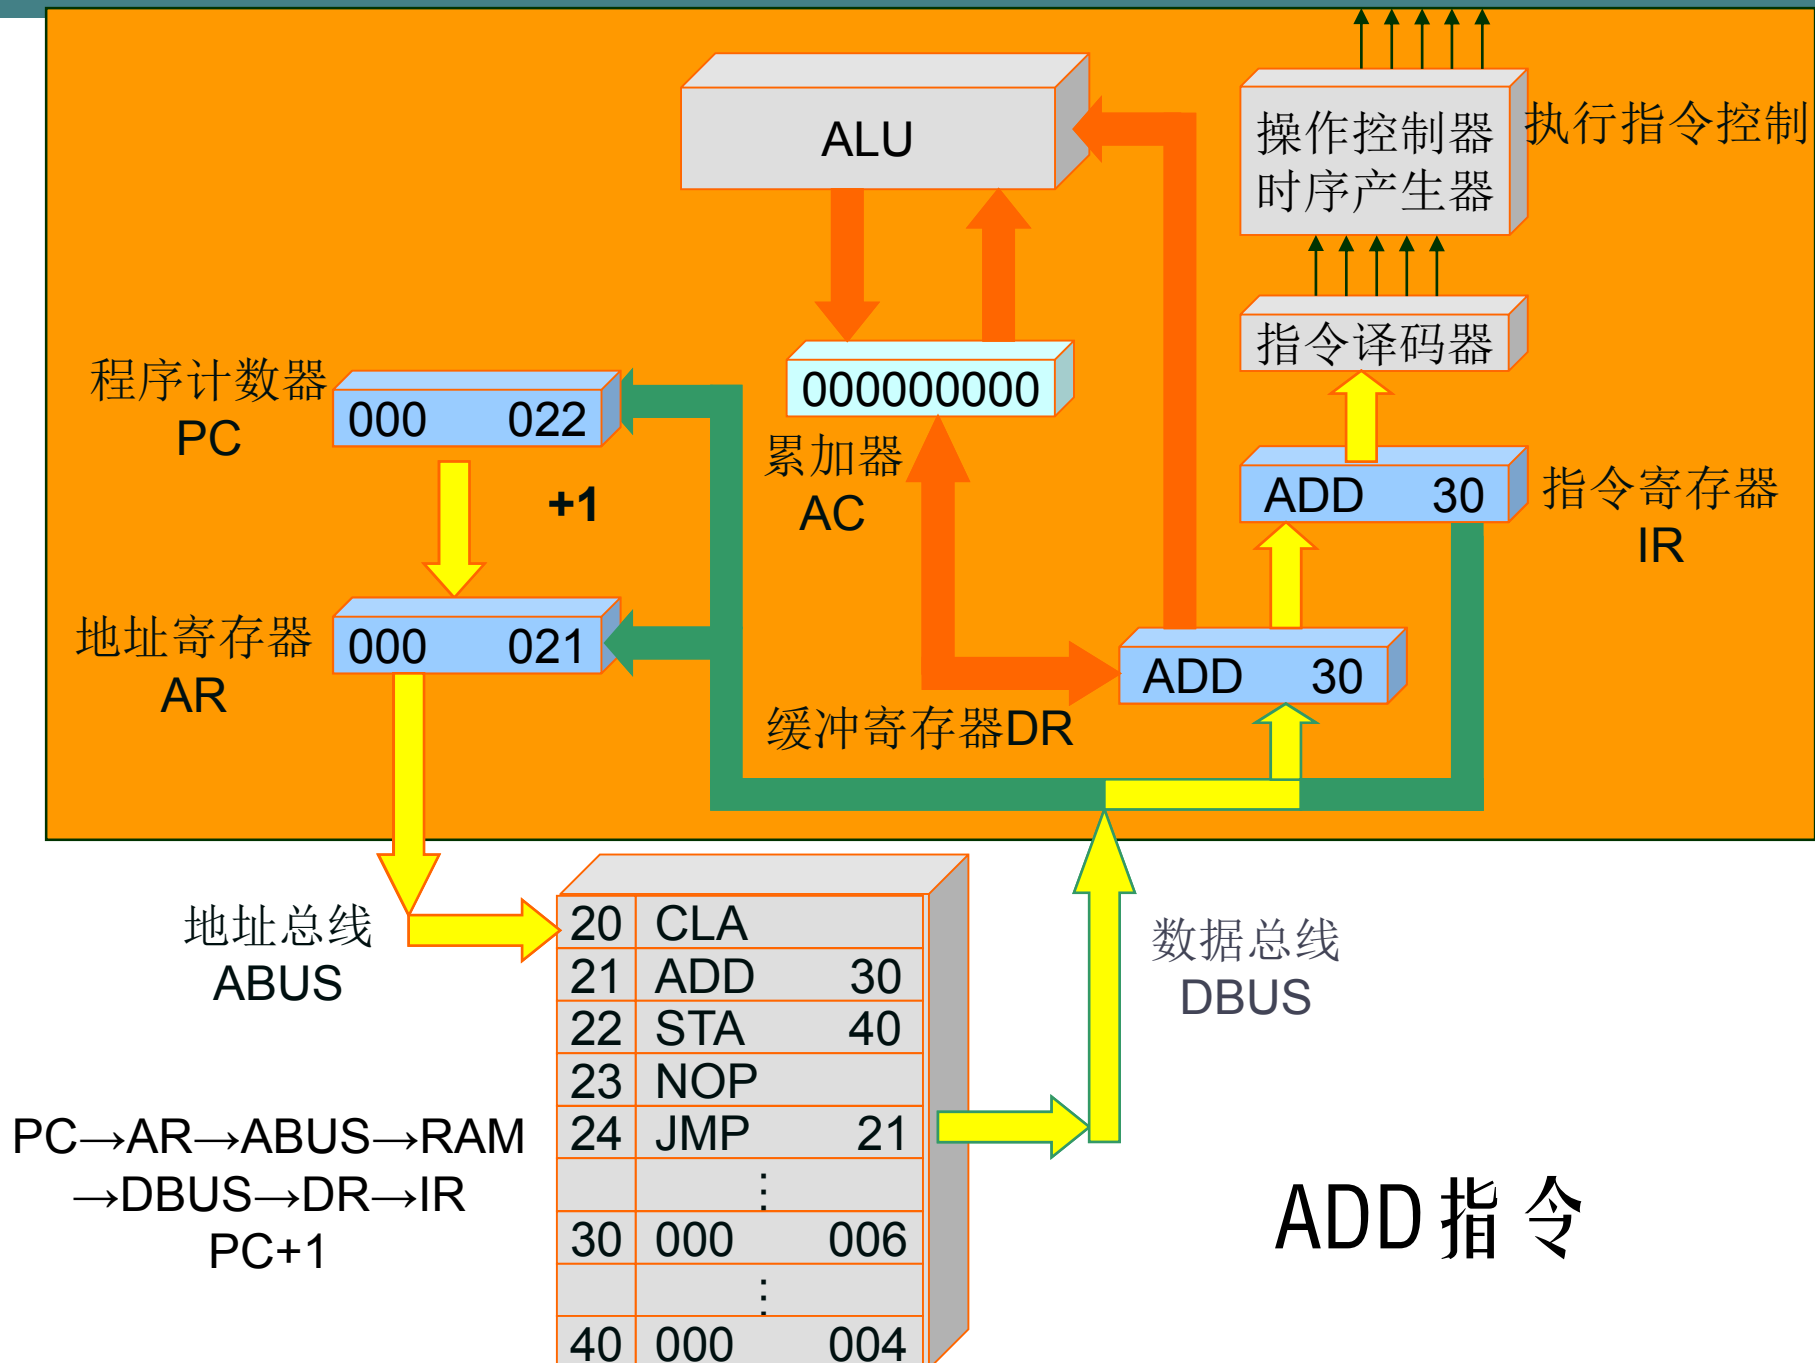 ALU
操作控制器
时序产生器
执行指令控制
指令译码器
程序计数器
PC
000 022
000000000
累加器
AC
+1
ADD 30
指令寄存器
IR
地址寄存器
AR
000 021
ADD 30
缓冲寄存器DR
地址总线
ABUS
20 CLA
21 ADD 30
22 STA 40
23 NOP
24 JMP 21
⋮
30 000 006
⋮
40 000 004
数据总线
DBUS
PC→AR→ABUS→RAM
→DBUS→DR→IR
PC+1
ADD指令